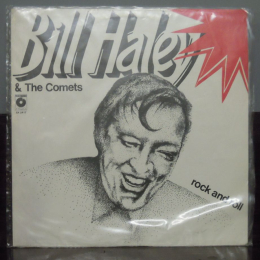 Bill Haley
& The Comets
rock and roll